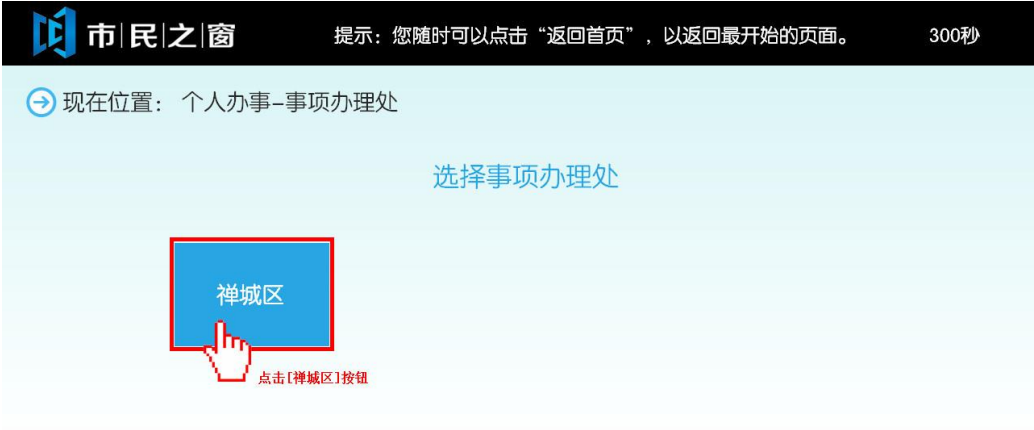 市|民|之|窗
提示：您随时可以点击“返回首页”，以返回最开始的页面。
300秒
现在位置： 个人办事-事项办理处
选择事项办理处
禅城区
点击[禅城区]按钮